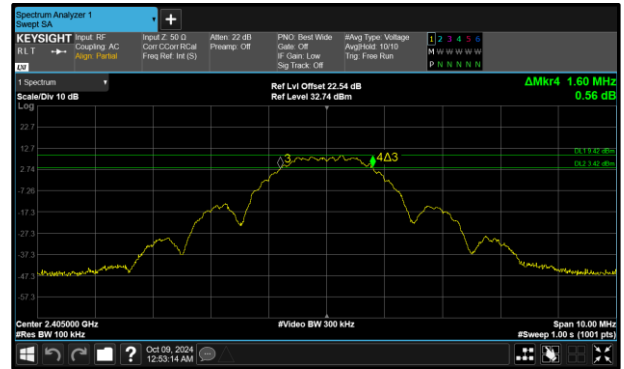 Spectrum Analyzer 1
Swept SA
+
KEYSIGHT Input: RF Input Z: 50 Ω Atten: 22 dB PNO: Best Wide #Avg Type: Voltage 1 2 3 4 5 6
RLT Coupling: AC Corr CCorr RCal Preamp: Off Gate: Off Avg|Hold: 10/10 M W W W W W
Align: Partial Freq Ref: Int (S) IF Gain: Low Trig: Free Run
Sig Track: Off P N N N N N
LXI
1 Spectrum Ref Lvl Offset 22.54 dB ΔMkr4 1.60 MHz
Scale/Div 10 dB Ref Level 32.74 dBm 0.56 dB
Log
22.7
12.7
DL1 9.42 dBm
3 4Δ3
2.74
DL2 3.42 dBm
-7.26
-17.3
-27.3
-37.3
-47.3
-57.3
Center 2.405000 GHz #Video BW 300 kHz Span 10.00 MHz
#Res BW 100 kHz #Sweep 1.00 s (1001 pts)
? Oct 09, 2024
12:53:14 AM